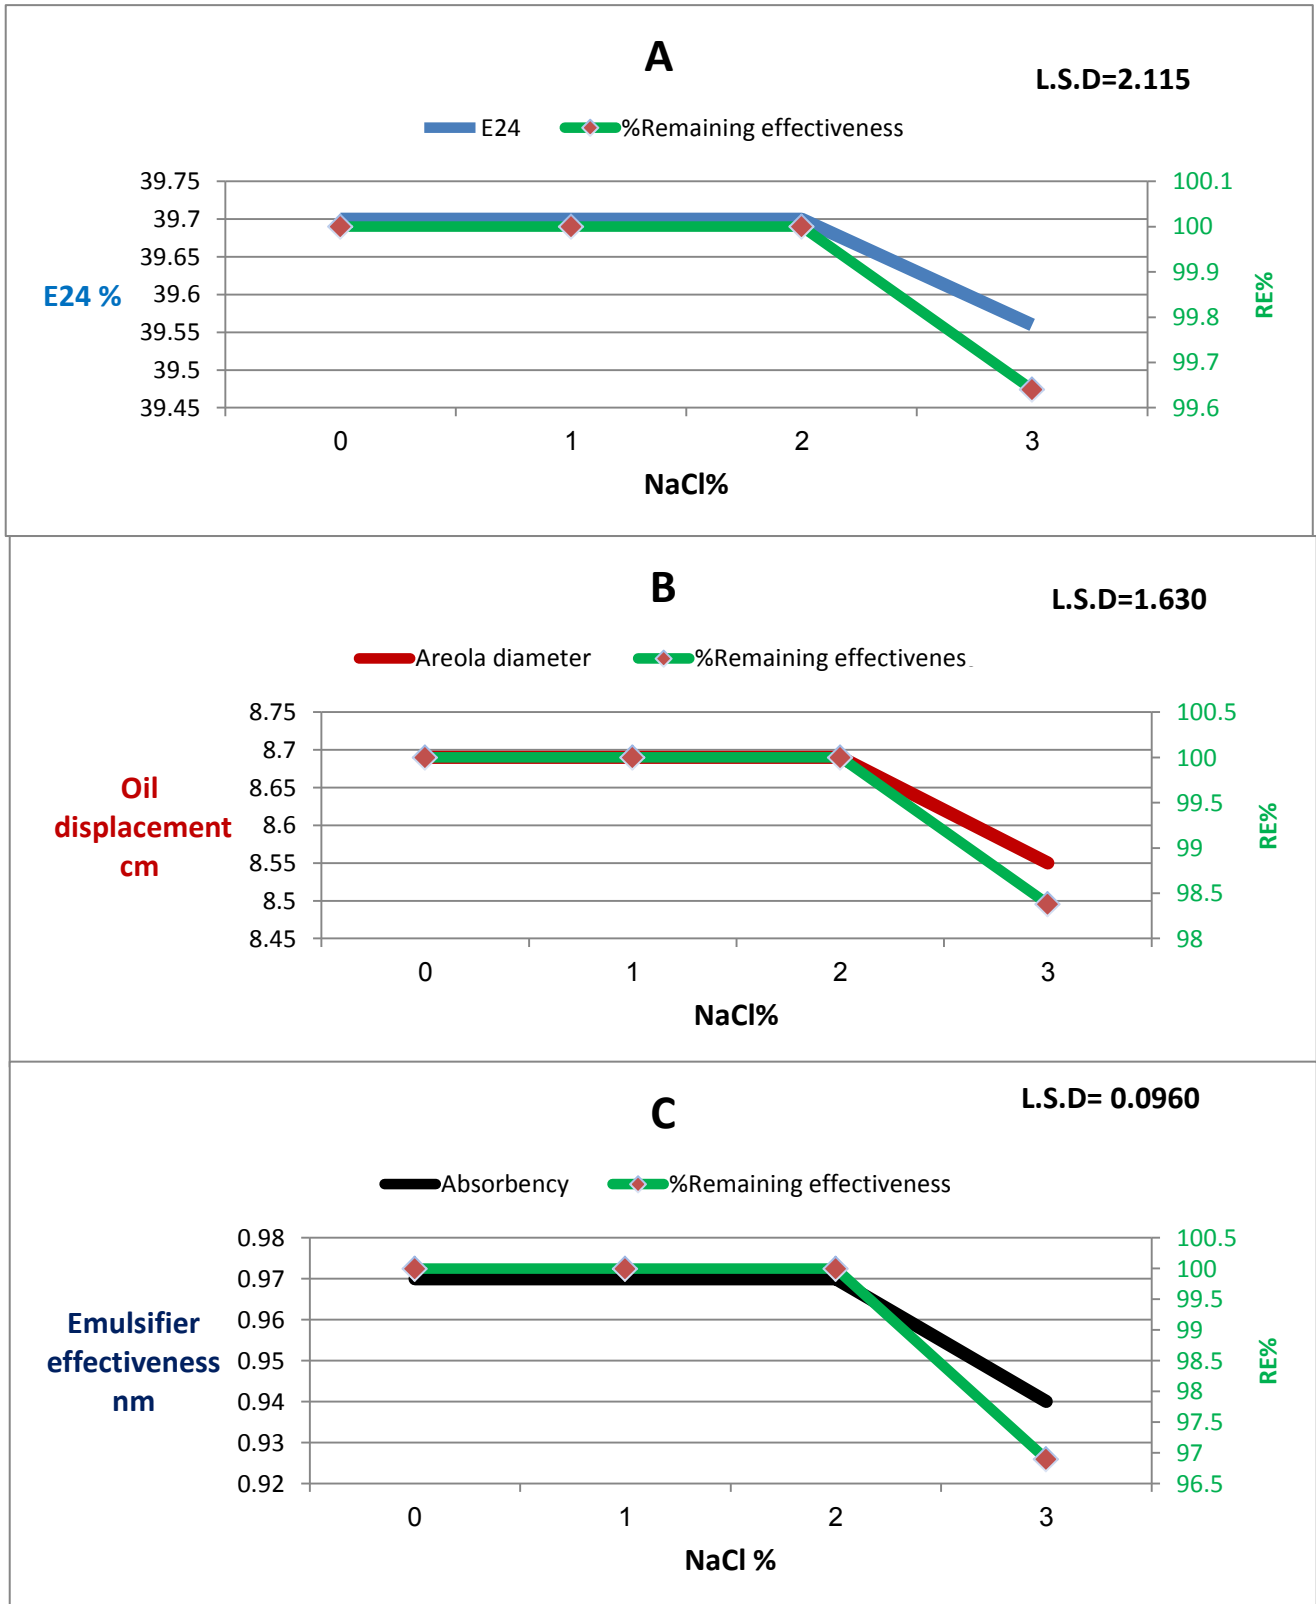 A
L.S.D=2.115
E24 %Remaining effectiveness
39.75 100.1
39.7 100
39.65 99.9
39.6 99.8
39.55 99.7
39.5 99.6
39.45
E24 %
RE%
0 1 2 3
NaCl%
B
L.S.D=1.630
Areola diameter %Remaining effectivenes
8.75 100.5
8.7 100
8.65 99.5
8.6 99
8.55 98.5
8.5 98
8.45
Oil
displacement
cm
RE%
0 1 2 3
NaCl%
C
L.S.D= 0.0960
Absorbency %Remaining effectiveness
0.98 100.5
0.97 100
0.96 99.5
0.95 99
0.94 98.5
0.93 98
0.92 97.5
97
96.5
Emulsifier
effectiveness
nm
RE%
0 1 2 3
NaCl %